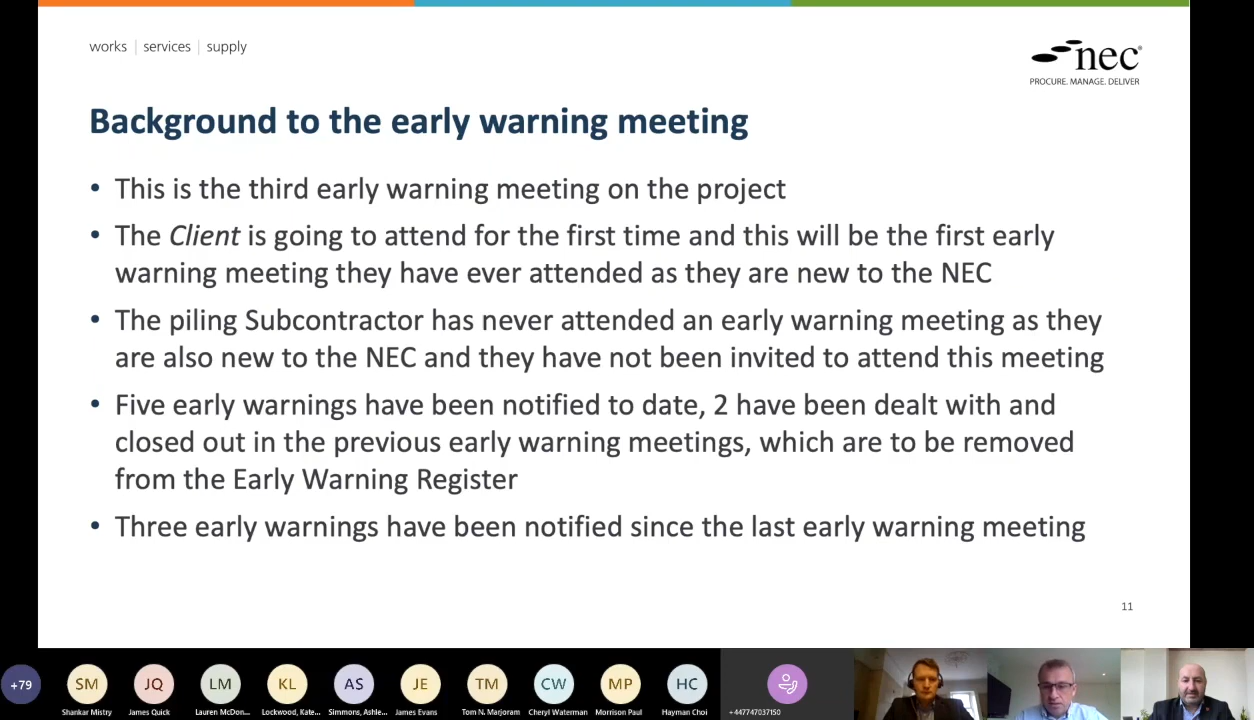 works | services | supply
nec
PROCURE. MANAGE. DELIVER
Background to the early warning meeting
• This is the third early warning meeting on the project
• The Client is going to attend for the first time and this will be the first early
warning meeting they have ever attended as they are new to the NEC
• The piling Subcontractor has never attended an early warning meeting as they
are also new to the NEC and they have not been invited to attend this meeting
• Five early warnings have been notified to date, 2 have been dealt with and
closed out in the previous early warning meetings, which are to be removed
from the Early Warning Register
• Three early warnings have been notified since the last early warning meeting
11
+79 SM JQ LM KL AS JE TM CW MP HC
Shankar Mistry James Quick Lauren McDon... Lockwood, Kate... Simmons, Ashle... James Evans Tom N. Marjoram Cheryl Waterman Morrison Paul Hayman Choi +447747037150